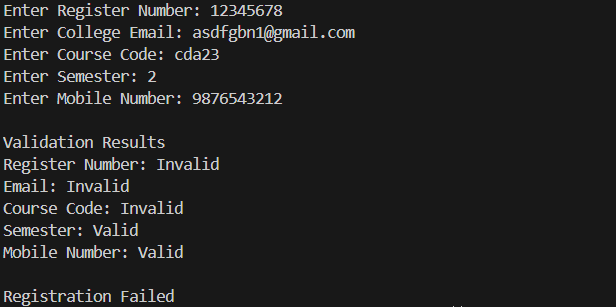 Enter Register Number: 12345678
Enter College Email: asdfgbn1@gmail.com
Enter Course Code: cda23
Enter Semester: 2
Enter Mobile Number: 9876543212
Validation Results
Register Number: Invalid
Email: Invalid
Course Code: Invalid
Semester: Valid
Mobile Number: Valid
Registration Failed